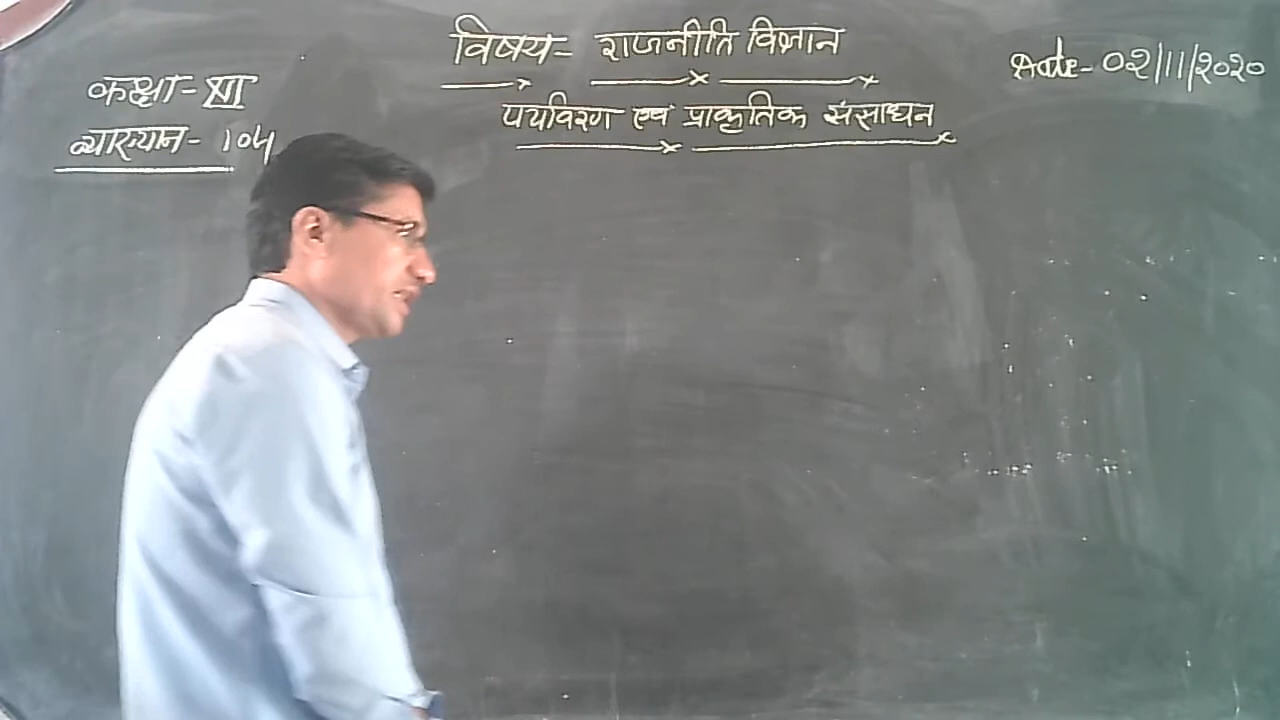 विषय- राजनीति विज्ञान
Date- 02/11/2020
कक्षा- XII
पर्यावरण एवं प्राकृतिक संसाधन
व्याख्यान- 104